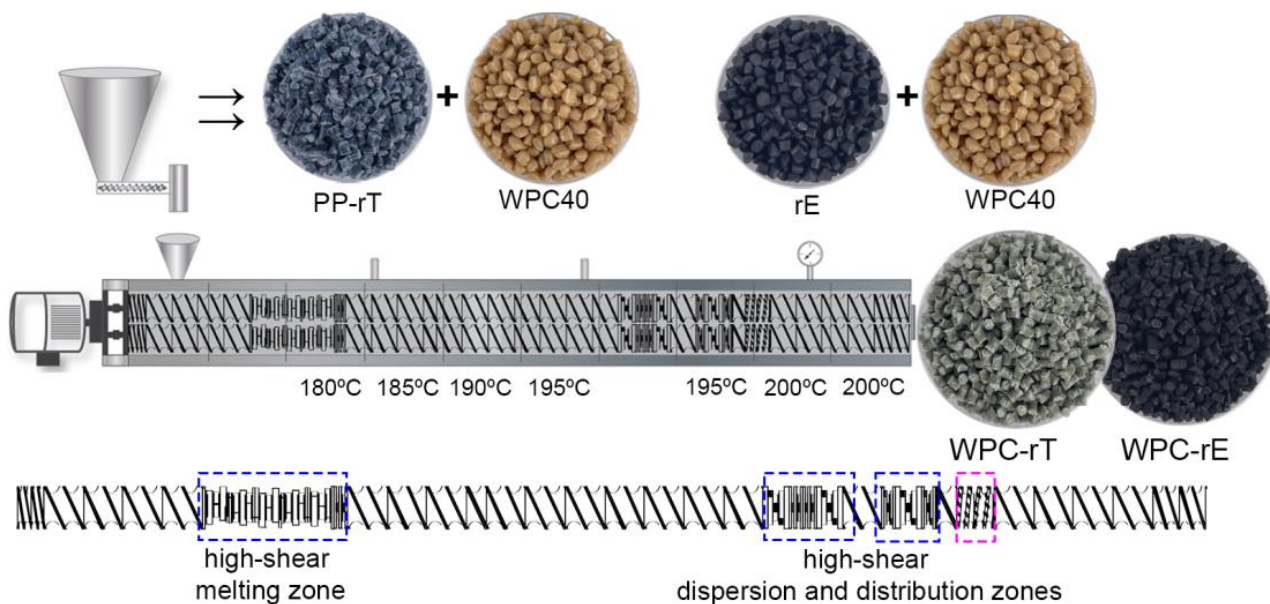 +
+
PP-rT
WPC40
rE
WPC40
180ºC
185ºC
190ºC
195ºC
195ºC
200ºC
200ºC
WPC-rT
WPC-rE
high-shear
melting zone
high-shear
dispersion and distribution zones